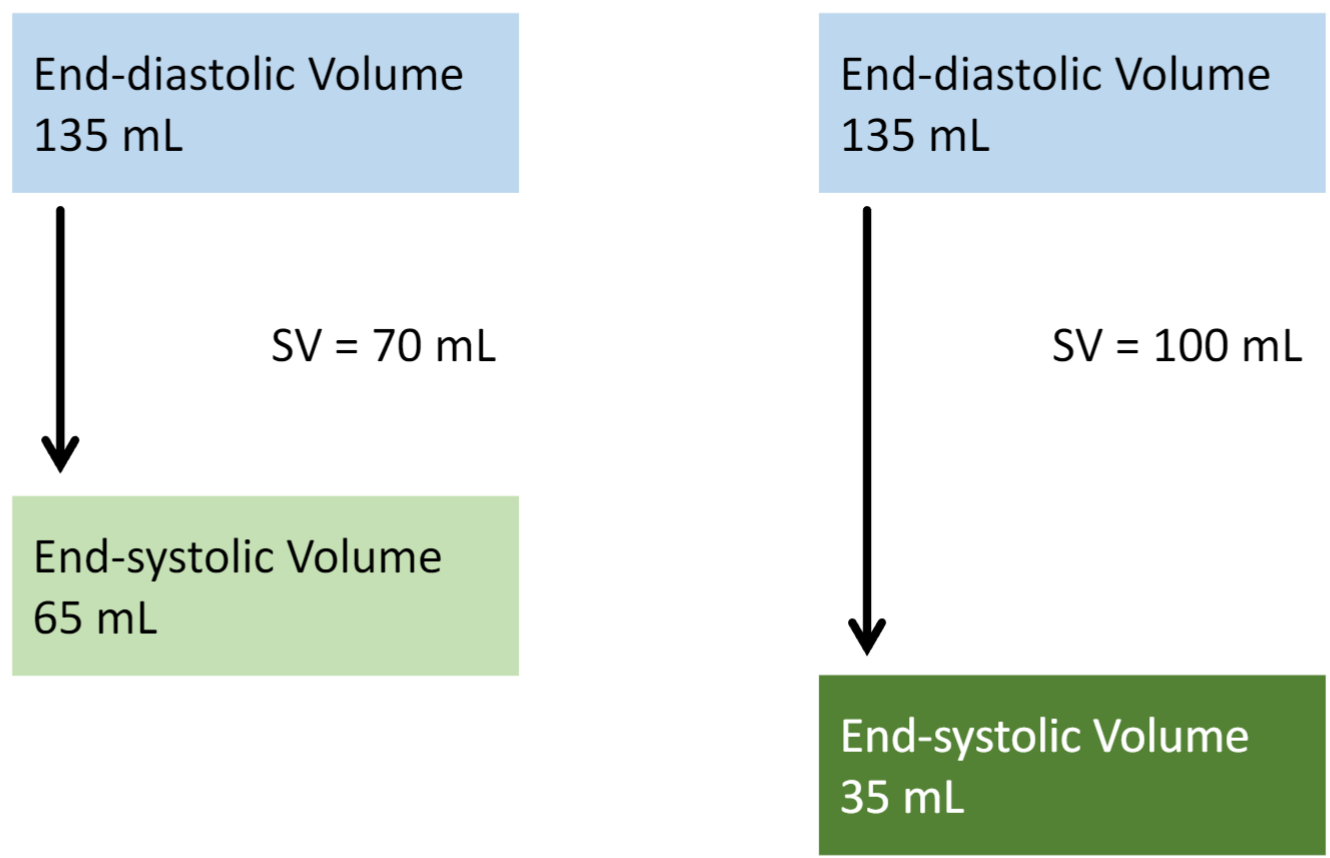 End-diastolic Volume
135 mL
SV = 70 mL
End-systolic Volume
65 mL
End-diastolic Volume
135 mL
SV = 100 mL
End-systolic Volume
35 mL